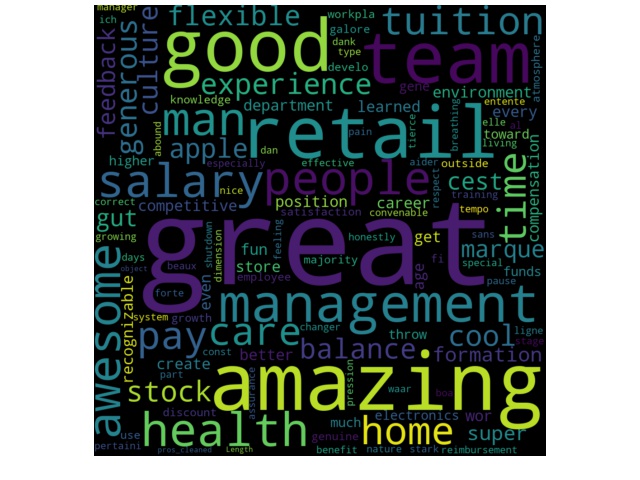 manager
ich
flexible
workpla
galore
dank
type
develo
tuition
feedback
generous
culture
good
team
gene
atmosphere
experience
environment
knowledge
department
learned
entente
every
abound
man
retail
pain
tierce
breathing
elle
al
toward
living
apple
dan
higher
especially
effective
aider
outside
time
compensation
salary
people
nice
cest
respect
training
correct
competitive
position
career
tempo
gut
satisfaction
convenable
great
sans
growing
fun
feeling
honestly
get
marque
days
shutdown
dimension
store
majority
age
fi
special
object
beaux
even
employee
funds
pause
awesome
recognizable
forte
management
system
growth
changer
throw
cool
ligne
stage
pay
care
const
better
balance
formation
create
part
assurance
pression
waar
boa
stock
amazing
discount
electronics
wor
use
health
much
home
super
pertaini
genuine
pros_cleaned
Length
benefit
nature
stark
reimbursement